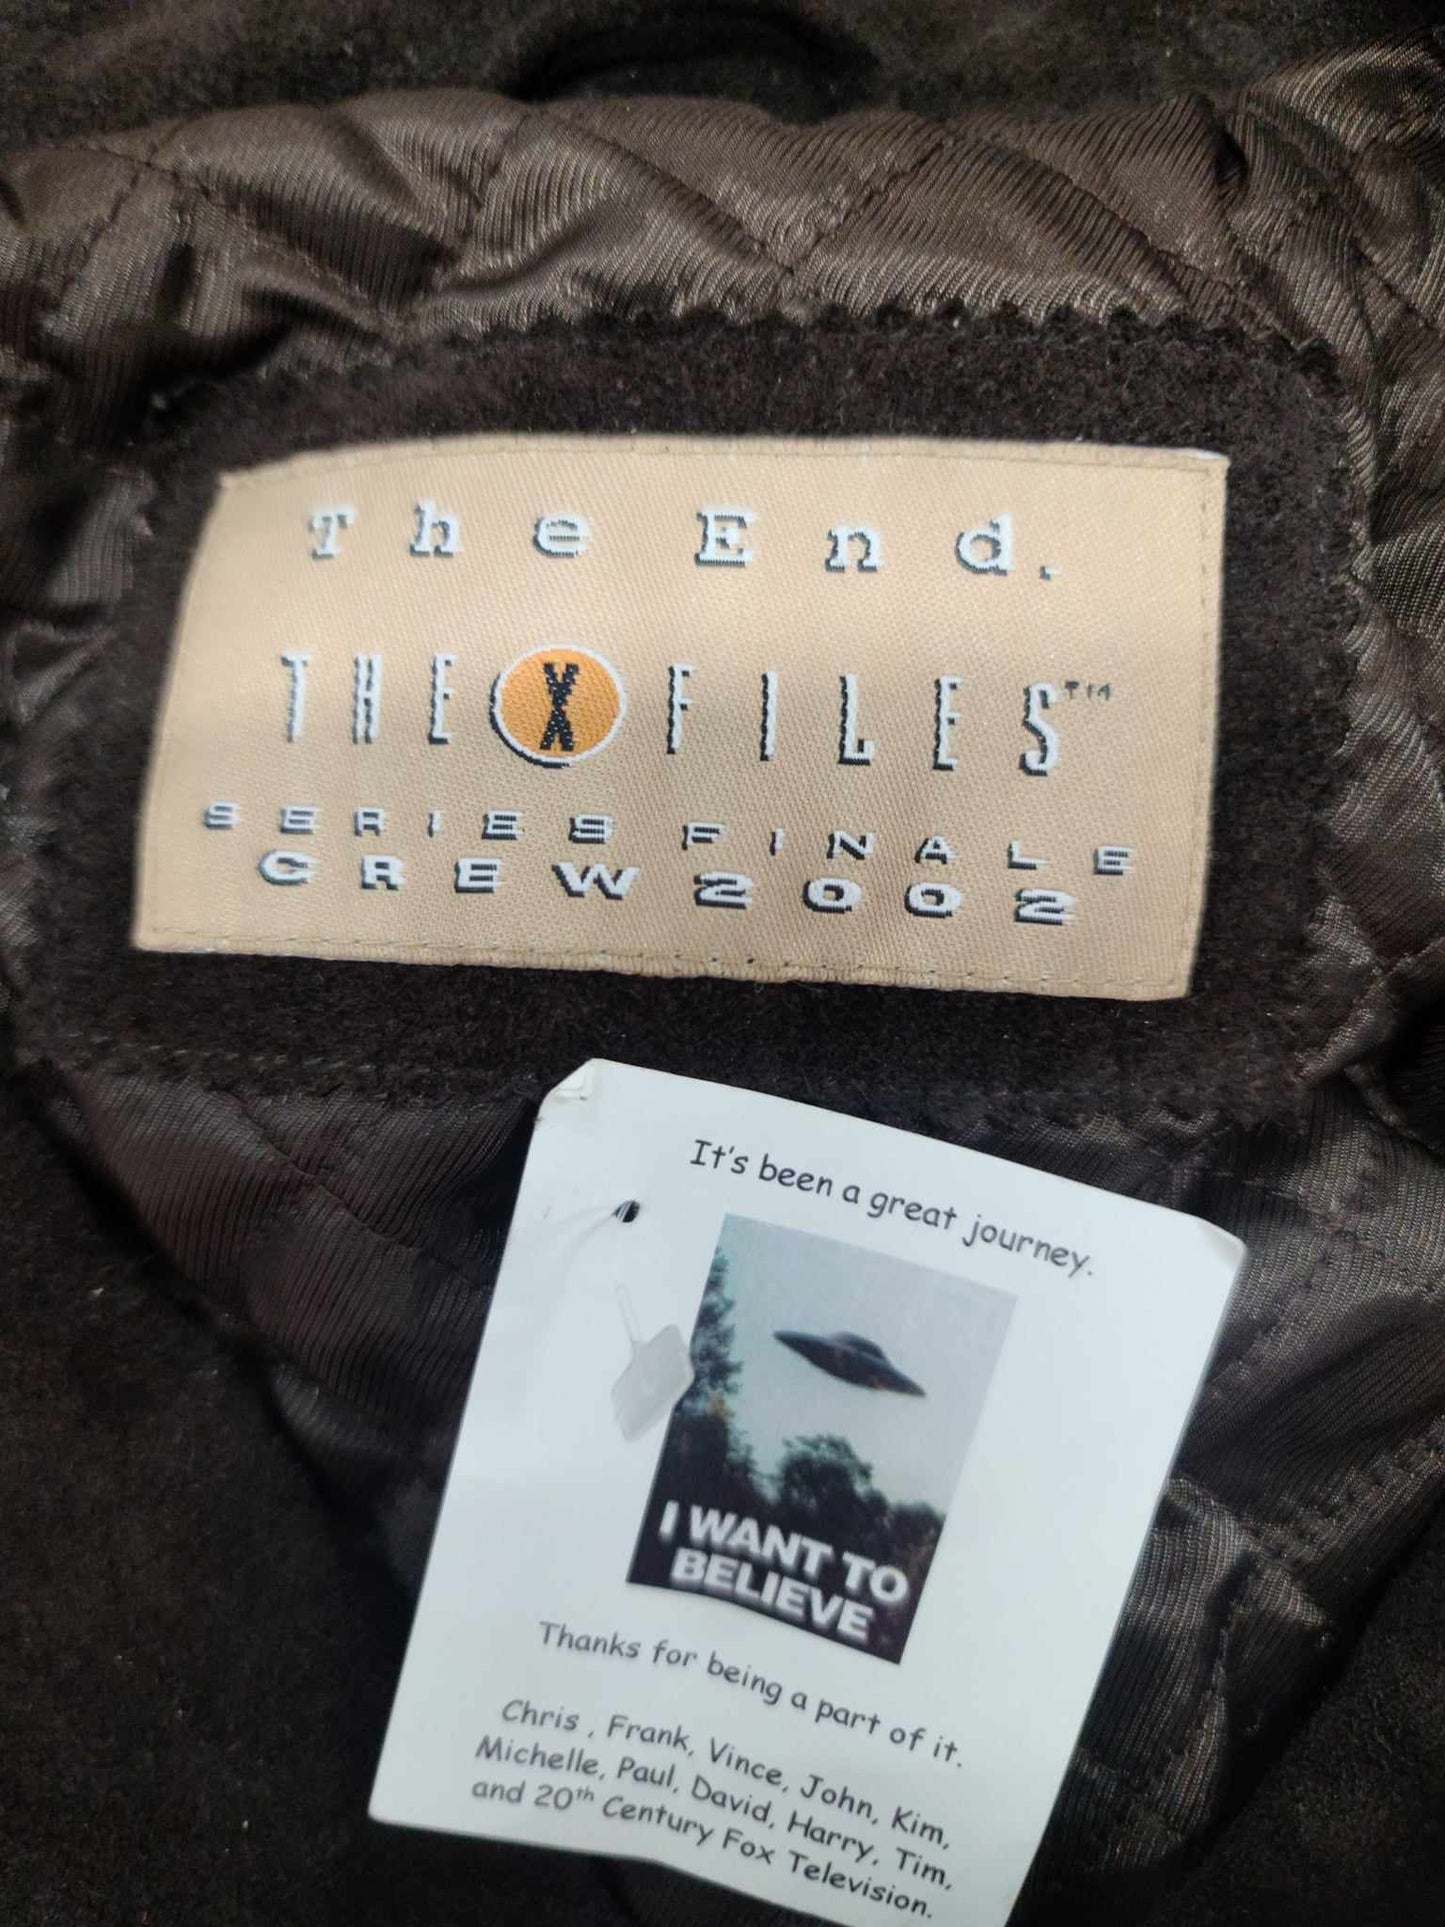 The End.
THE X FILES™
SERIES FINALE
CREW 2002
It's been a great journey.
I WANT TO
BELIEVE
Thanks for being a part of it.
Chris , Frank, Vince, John, Kim,
Michelle, Paul, David, Harry, Tim,
and 20th Century Fox Television.